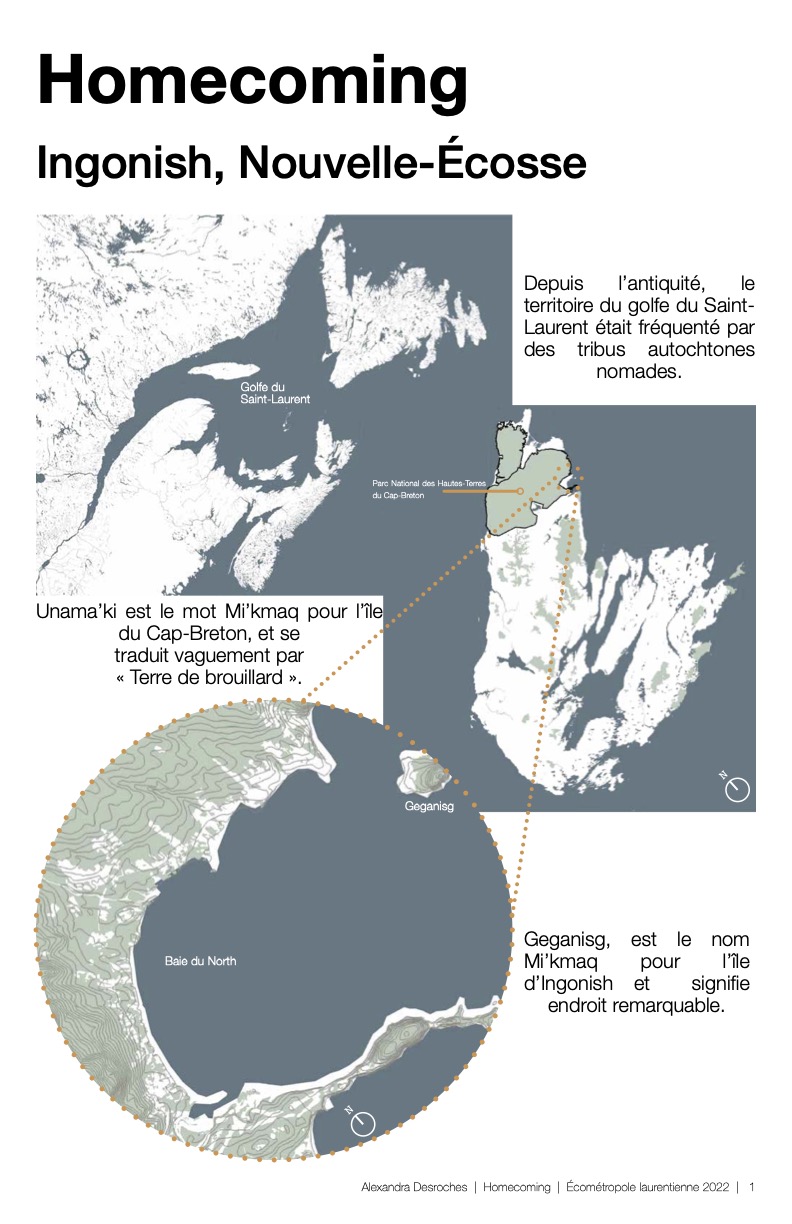 Homecoming
Ingonish, Nouvelle-Écosse
Depuis l’antiquité, le
territoire du golfe du Saint-
Laurent était fréquenté par
des tribus autochtones
nomades.
Golfe du
Saint-Laurent
Parc National des Hautes-Terres
du Cap-Breton
Unama’ki est le mot Mi’kmaq pour l’île
du Cap-Breton, et se
traduit vaguement par
« Terre de brouillard ».
N
Geganisg
Baie du North
Geganisg, est le nom
Mi’kmaq pour l’île
d’Ingonish et signifie
endroit remarquable.
N
Alexandra Desroches | Homecoming | Écométropole laurentienne 2022 | 1